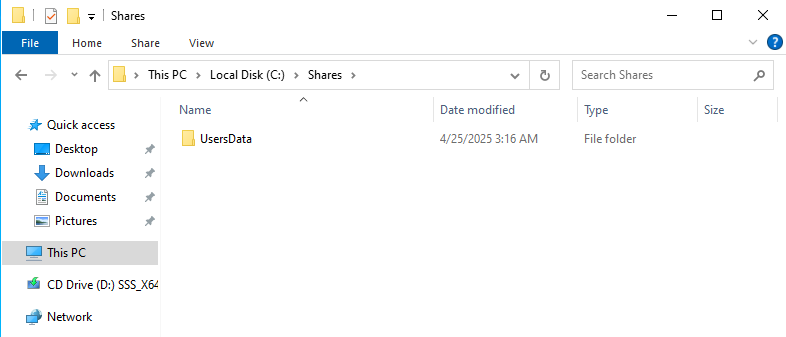 Shares
File Home Share View
This PC Local Disk (C:) Shares
Search Shares
Name Date modified Type Size
UsersData 4/25/2025 3:16 AM File folder
Quick access
Desktop
Downloads
Documents
Pictures
This PC
CD Drive (D:) SSS_X64
Network